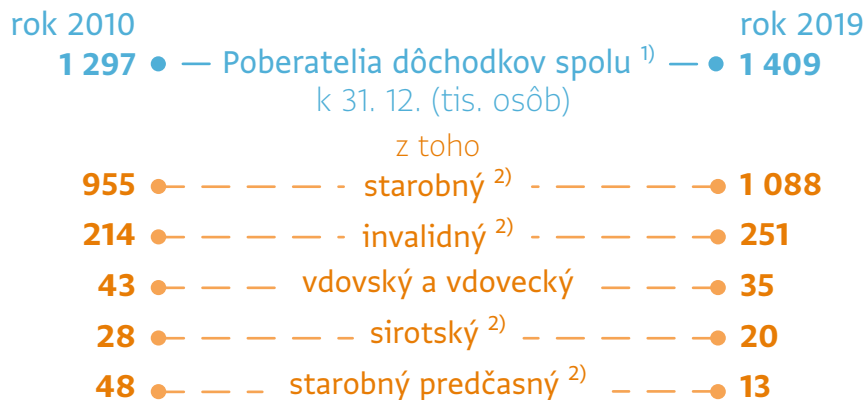 rok 2010 rok 2019
1 297 Poberatelia dôchodkov spolu 1) 1 409
k 31. 12. (tis. osôb)
z toho
955 starobný 2) 1 088
214 invalidný 2) 251
43 vdovský a vdovecký 35
28 sirotský 2) 20
48 starobný predčasný 2) 13